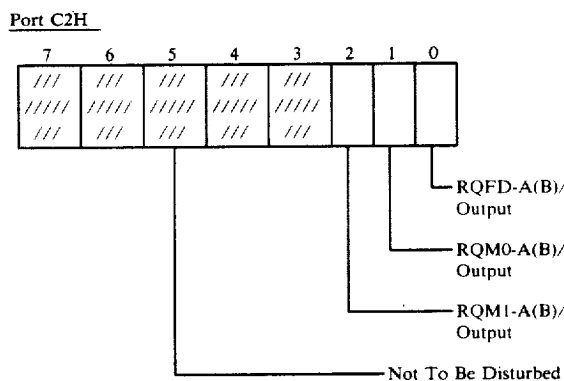 Port C2H
7 6 5 4 3 2 1 0
/// /// /// /// ///
///// ///// ///// ///// /////
/// /// /// /// ///
RQFD-A(B)/
Output
RQM0-A(B)/
Output
RQM1-A(B)/
Output
Not To Be Disturbed